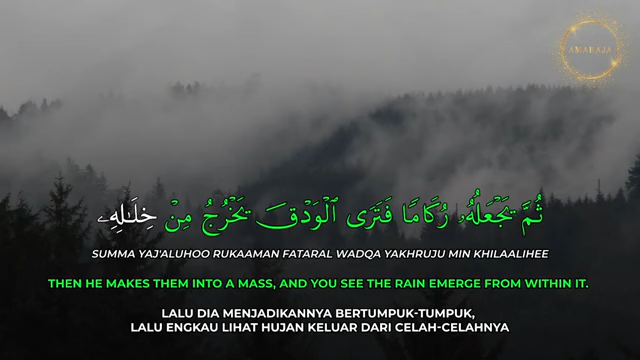 AMABAJA
ثُمَّ يَجْعَلُهُۥ رُكَامًا فَتَرَى ٱلْوَدْقَ يَخْرُجُ مِنْ خِلَـٰلِهِۦ
SUMMA YAJ'ALUHOO RUKAAMAN FATARAL WADQA YAKHRUJU MIN KHILAALIHEE
THEN HE MAKES THEM INTO A MASS, AND YOU SEE THE RAIN EMERGE FROM WITHIN IT.
LALU DIA MENJADIKANNYA BERTUMPUK-TUMPUK,
LALU ENGKAU LIHAT HUJAN KELUAR DARI CELAH-CELAHNYA